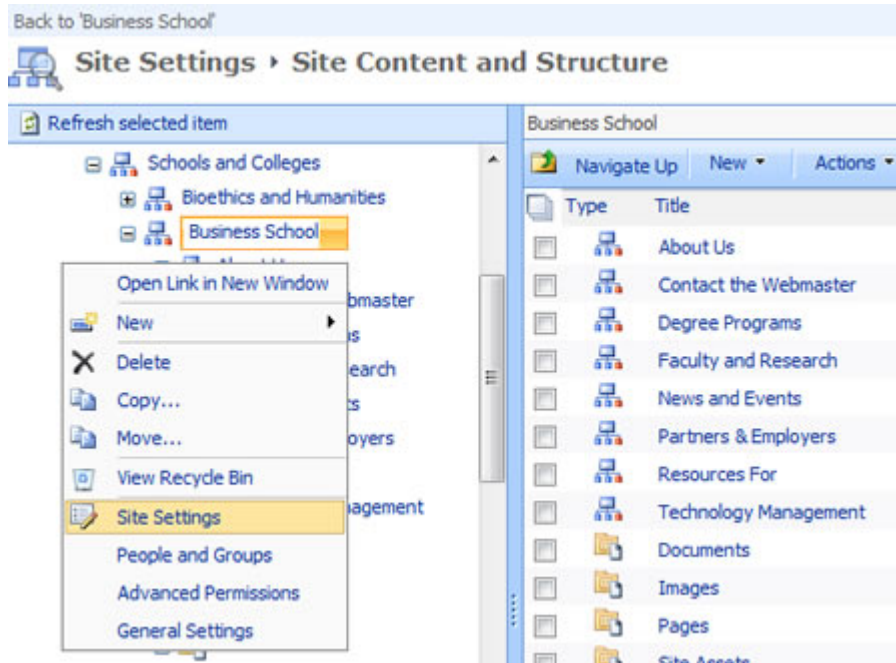 Back to 'Business School'
Site Settings ▸ Site Content and Structure
Refresh selected item
Schools and Colleges
Bioethics and Humanities
Business School
Open Link in New Window
New
Delete
Copy...
Move...
View Recycle Bin
Site Settings
People and Groups
Advanced Permissions
General Settings
bmaster
s
earch
ts
oyers
agement
Business School
Navigate Up New Actions
Type Title
About Us
Contact the Webmaster
Degree Programs
Faculty and Research
News and Events
Partners & Employers
Resources For
Technology Management
Documents
Images
Pages
Site Assets